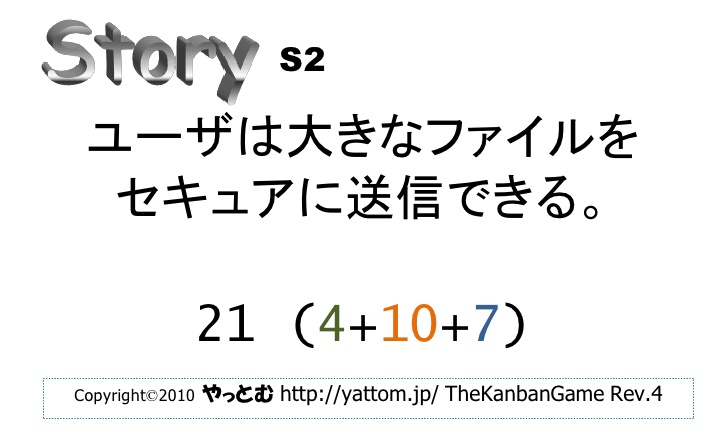 Story S2
ユーザは大きなファイルを
セキュアに送信できる。
21 (4+10+7)
Copyright©2010 やっとむ http://yattom.jp/ TheKanbanGame Rev.4